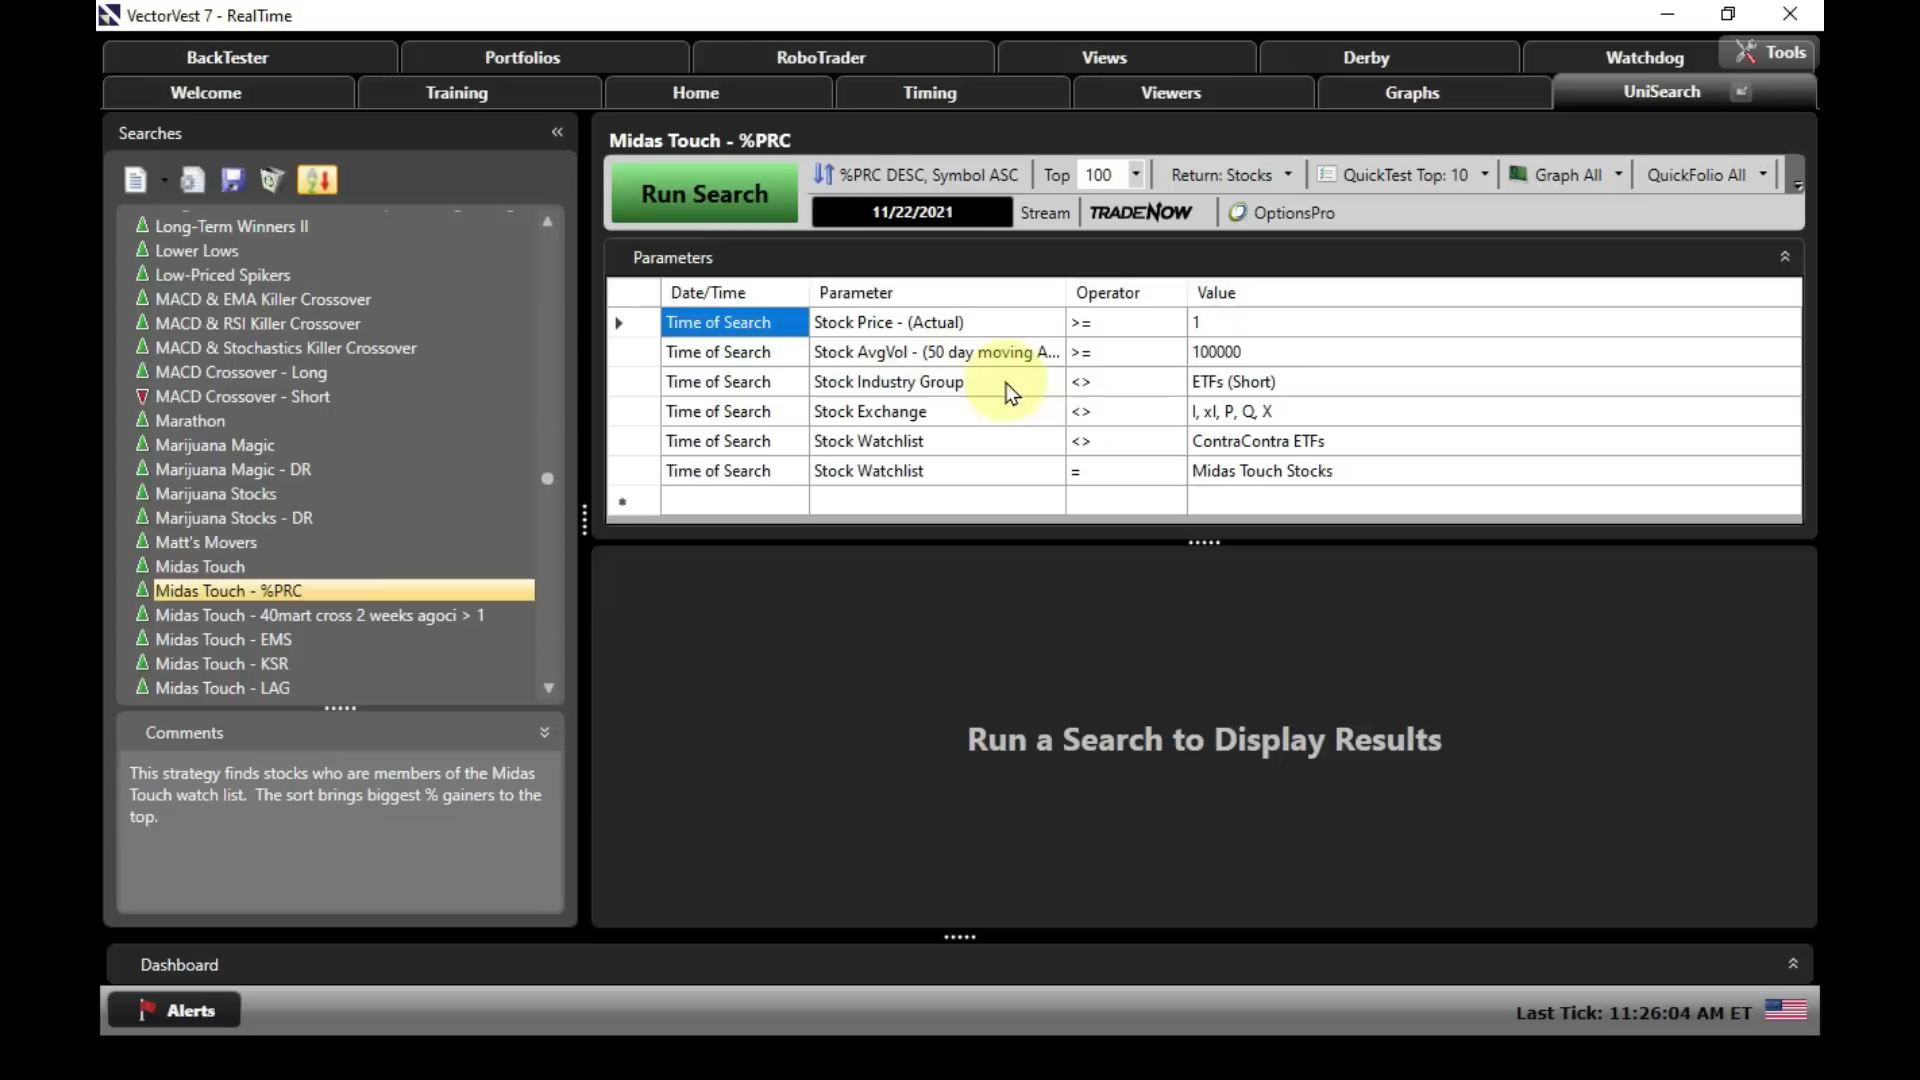 VectorVest 7 - RealTime
BackTester
Portfolios
RoboTrader
Views
Derby
Watchdog
Tools
Welcome
Training
Home
Timing
Viewers
Graphs
UniSearch
Searches
Long-Term Winners II
Lower Lows
Low-Priced Spikers
MACD & EMA Killer Crossover
MACD & RSI Killer Crossover
MACD & Stochastics Killer Crossover
MACD Crossover - Long
MACD Crossover - Short
Marathon
Marijuana Magic
Marijuana Magic - DR
Marijuana Stocks
Marijuana Stocks - DR
Matt's Movers
Midas Touch
Midas Touch - %PRC
Midas Touch - 40mart cross 2 weeks agoci > 1
Midas Touch - EMS
Midas Touch - KSR
Midas Touch - LAG
Comments
This strategy finds stocks who are members of the Midas
Touch watch list. The sort brings biggest % gainers to the
top.
Midas Touch - %PRC
Run Search
%PRC DESC, Symbol ASC
Top 100
Return: Stocks
QuickTest Top: 10
Graph All
QuickFolio All
11/22/2021
Stream
TRADENOW
OptionsPro
Parameters
Date/Time Parameter Operator Value
Time of Search Stock Price - (Actual) >= 1
Time of Search Stock AvgVol - (50 day moving A... >= 100000
Time of Search Stock Industry Group <> ETFs (Short)
Time of Search Stock Exchange <> I, xI, P, Q, X
Time of Search Stock Watchlist <> ContraContra ETFs
Time of Search Stock Watchlist = Midas Touch Stocks
Run a Search to Display Results
Dashboard
Alerts
Last Tick: 11:26:04 AM ET